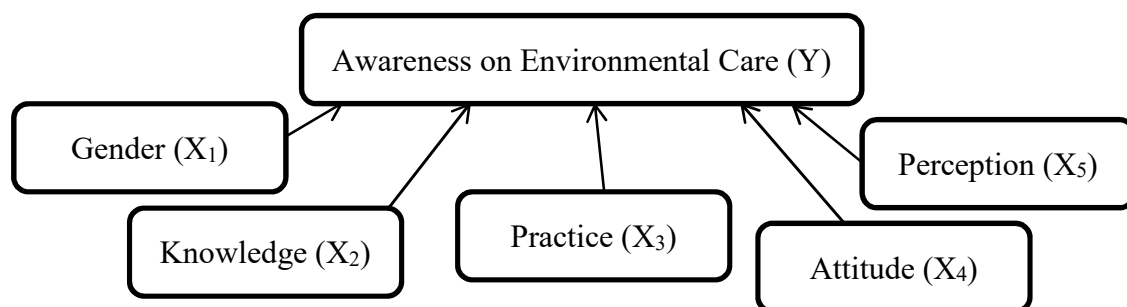 Awareness on Environmental Care (Y)
Gender (X₁)
Knowledge (X₂)
Practice (X₃)
Attitude (X₄)
Perception (X₅)